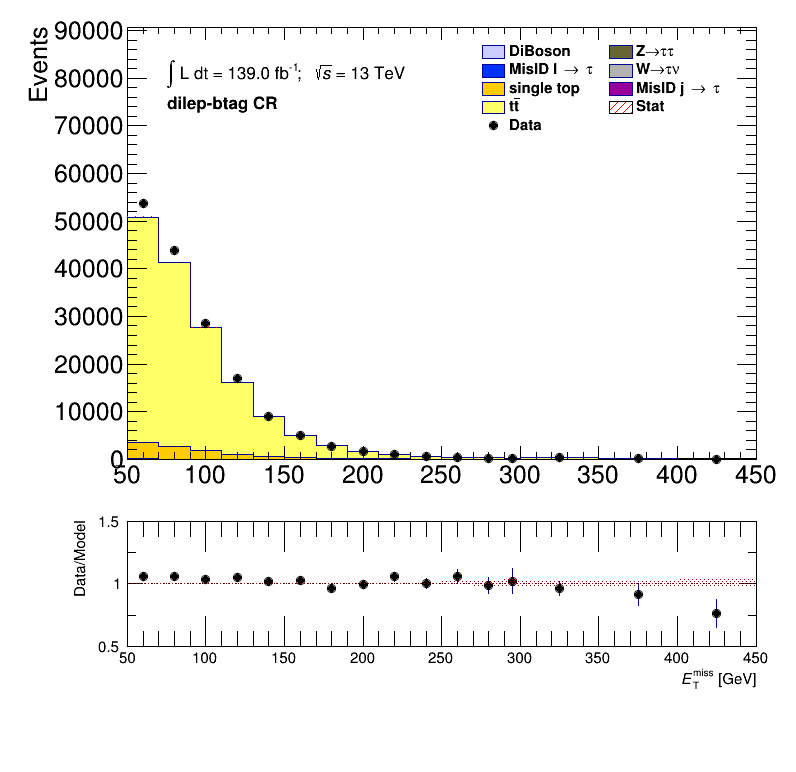 Events
90000
80000
70000
60000
50000
40000
30000
20000
10000
0
∫ L dt = 139.0 fb⁻¹; √s = 13 TeV
dilep-btag CR
DiBoson
MisID l → τ
single top
tt̄
Data
Z→ττ
W→τν
MisID j → τ
Stat
50 100 150 200 250 300 350 400 450
Data/Model
1.5
1
0.5
50 100 150 200 250 300 350 400 450
E_T^miss [GeV]